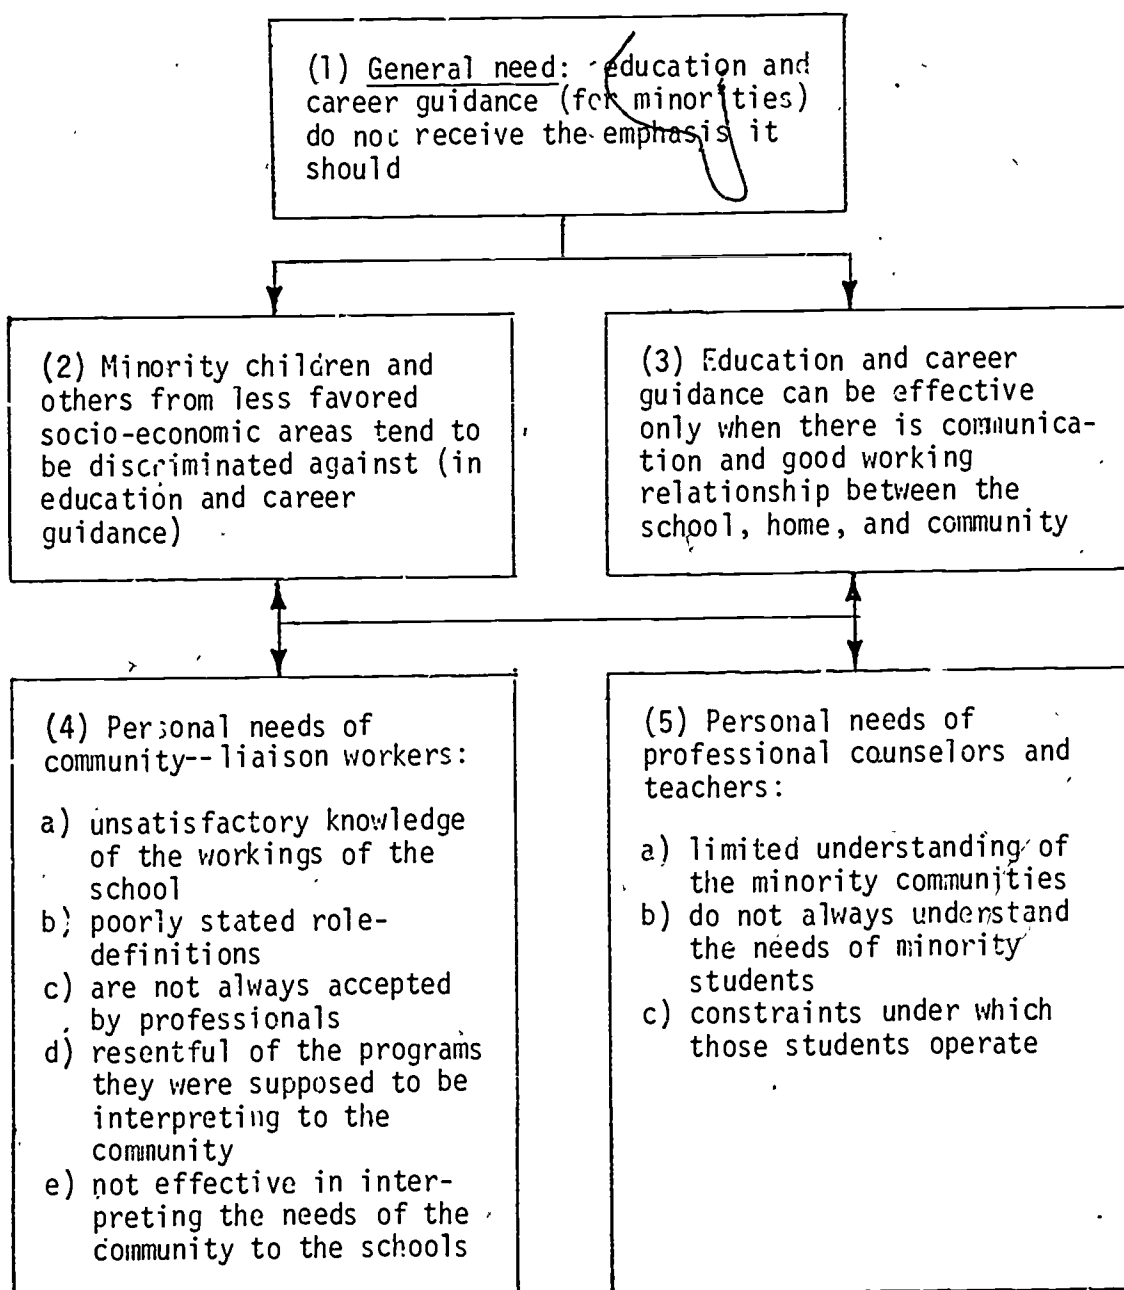 (1) General need: education and
career guidance (for minorities)
do not receive the emphasis it
should
(2) Minority children and
others from less favored
socio-economic areas tend to
be discriminated against (in
education and career
guidance)
(3) Education and career
guidance can be effective
only when there is communica-
tion and good working
relationship between the
school, home, and community
(4) Personal needs of
community--liaison workers:
a) unsatisfactory knowledge
of the workings of the
school
b) poorly stated role-
definitions
c) are not always accepted
by professionals
d) resentful of the programs
they were supposed to be
interpreting to the
community
e) not effective in inter-
preting the needs of the
community to the schools
(5) Personal needs of
professional counselors and
teachers:
a) limited understanding of
the minority communities
b) do not always understand
the needs of minority
students
c) constraints under which
those students operate